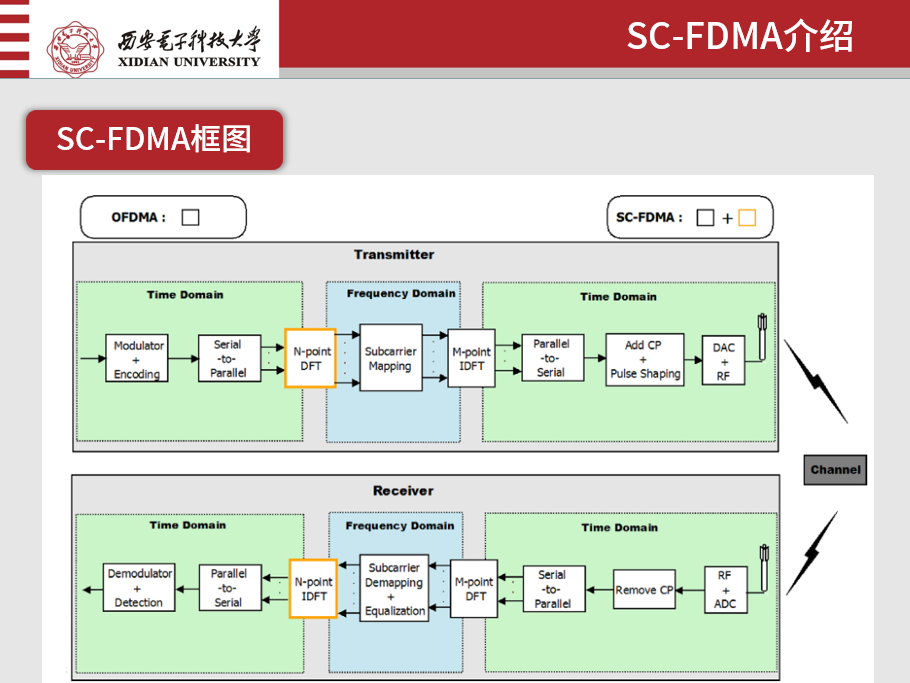 西安电子科技大学
XIDIAN UNIVERSITY
SC-FDMA介绍
SC-FDMA框图
OFDMA :
SC-FDMA :
+
Transmitter
Time Domain
Frequency Domain
Time Domain
Modulator
+
Encoding
Serial
-to-
Parallel
N-point
DFT
Subcarrier
Mapping
M-point
IDFT
Parallel
-to-
Serial
Add CP
+
Pulse Shaping
DAC
+
RF
Channel
Receiver
Time Domain
Frequency Domain
Time Domain
Demodulator
+
Detection
Parallel
-to-
Serial
N-point
IDFT
Subcarrier
Demapping
+
Equalization
M-point
DFT
Serial
-to-
Parallel
Remove CP
RF
+
ADC